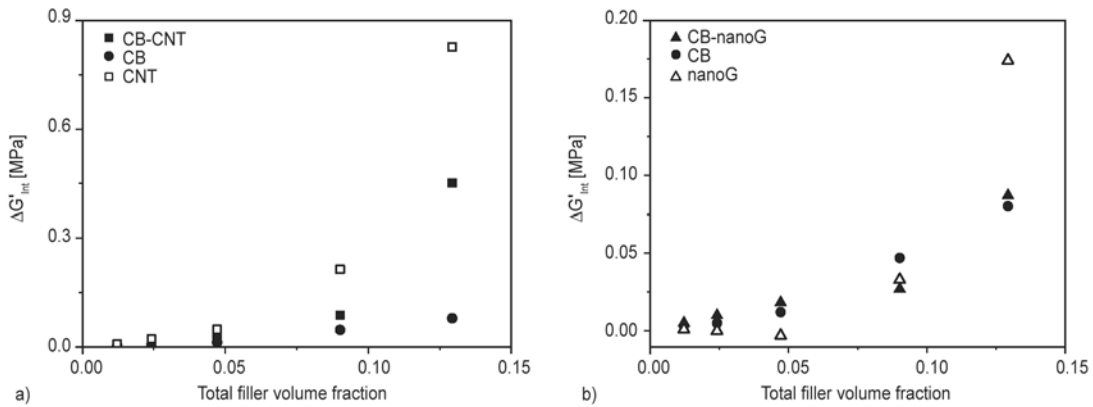 0.9
0.6
0.3
0.0
ΔG'Int [MPa]
CB-CNT
CB
CNT
0.00
0.05
0.10
0.15
Total filler volume fraction
a)
0.20
0.15
0.10
0.05
0.00
ΔG'Int [MPa]
CB-nanoG
CB
nanoG
0.00
0.05
0.10
0.15
Total filler volume fraction
b)